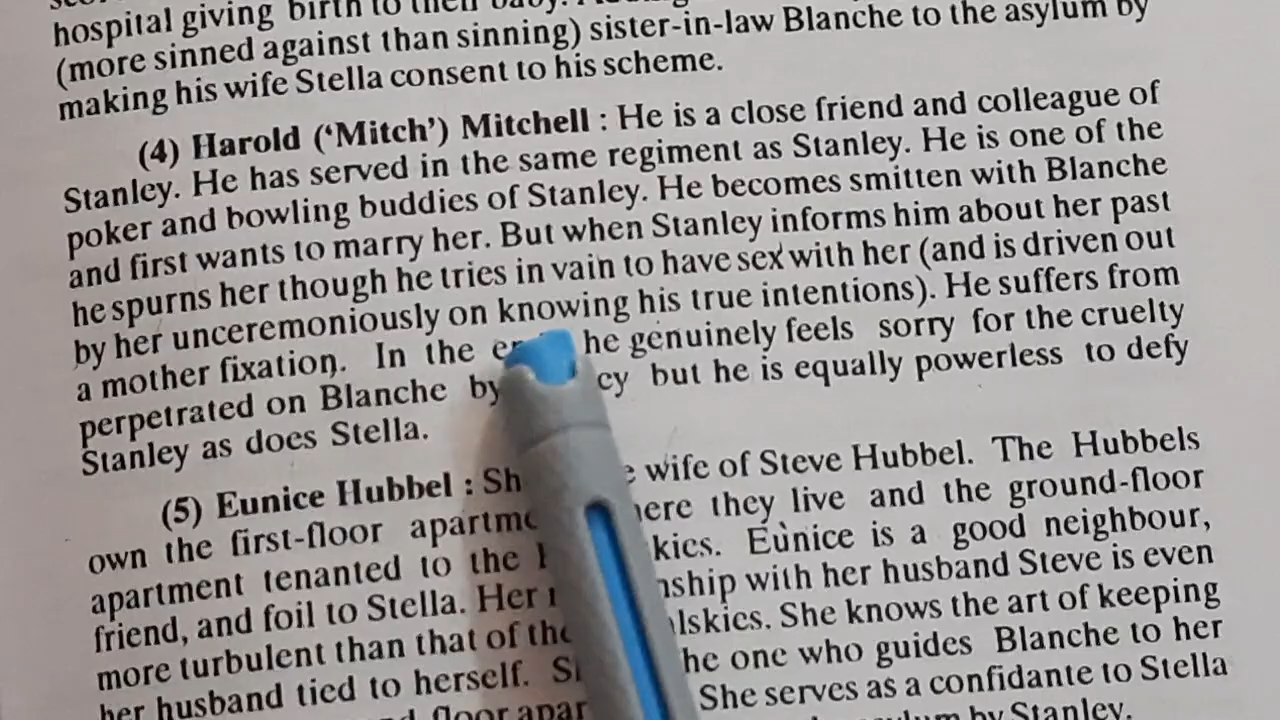 hospital giving birth to their baby.
(more sinned against than sinning) sister-in-law Blanche to the asylum by
making his wife Stella consent to his scheme.
(4) Harold (‘Mitch’) Mitchell : He is a close friend and colleague of
Stanley. He has served in the same regiment as Stanley. He is one of the
poker and bowling buddies of Stanley. He becomes smitten with Blanche
and first wants to marry her. But when Stanley informs him about her past
he spurns her though he tries in vain to have sex with her (and is driven out
by her unceremoniously on knowing his true intentions). He suffers from
a mother fixation. In the he genuinely feels sorry for the cruelty
perpetrated on Blanche by but he is equally powerless to defy
Stanley as does Stella.
(5) Eunice Hubbel : wife of Steve Hubbel. The Hubbels
own the first-floor they live and the ground-floor
apartment tenanted to the Eunice is a good neighbour,
friend, and foil to Stella. Her with her husband Steve is even
more turbulent than that of She knows the art of keeping
her husband tied to herself. one who guides Blanche to her
floor She serves as a confidante to Stella
by Stanley.